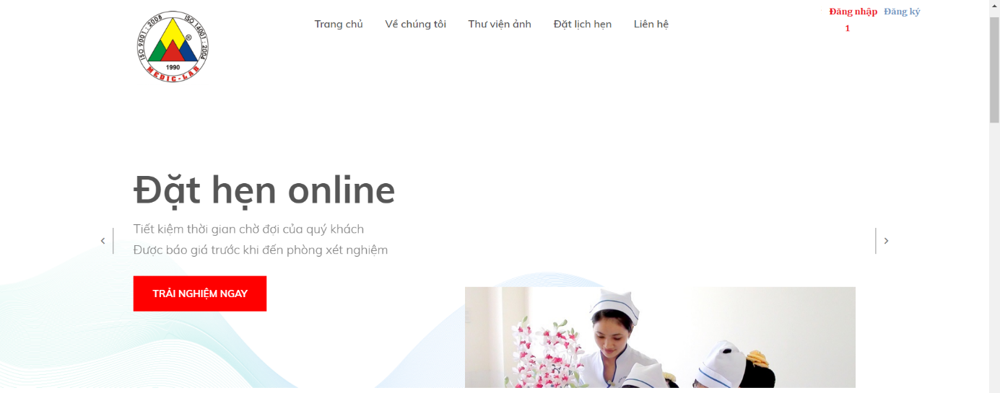 ISO 9001 : 2008
ISO 14001 : 2004
®
1990
MEDIC - LAB
Trang chủ
Về chúng tôi
Thư viện ảnh
Đặt lịch hẹn
Liên hệ
Đăng nhập
Đăng ký
1
Đặt hẹn online
Tiết kiệm thời gian chờ đợi của quý khách
Được báo giá trước khi đến phòng xét nghiệm
TRẢI NGHIỆM NGAY